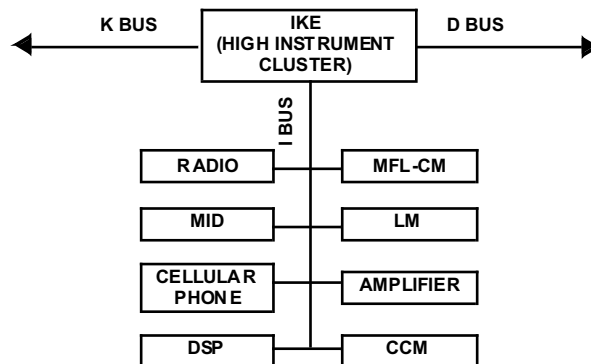 K BUS
IKE
(HIGH INSTRUMENT
CLUSTER)
D BUS
I BUS
RADIO
MFL-CM
MID
LM
CELLULAR
PHONE
AMPLIFIER
DSP
CCM